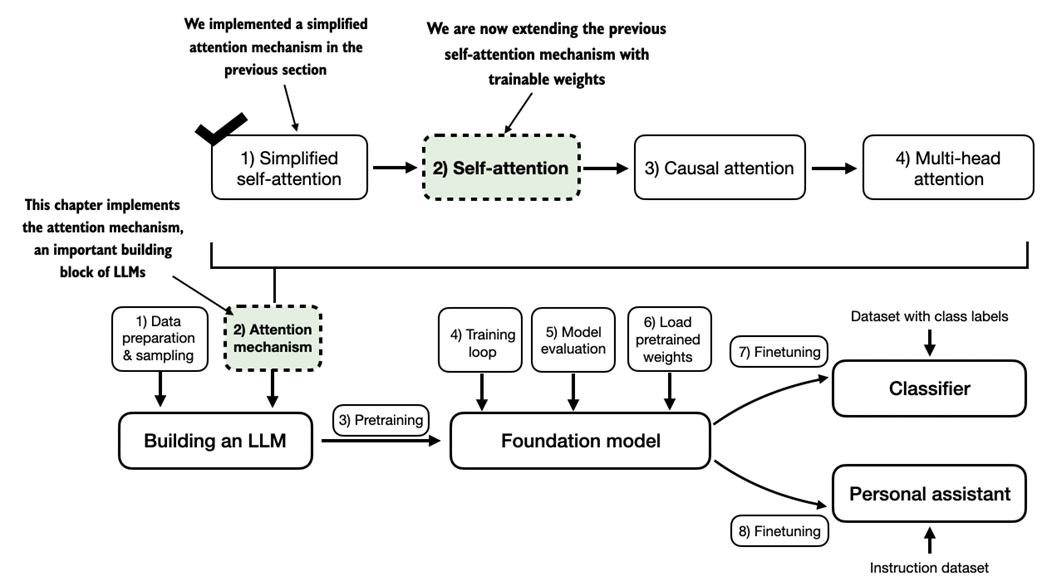 We implemented a simplified
attention mechanism in the
previous section
We are now extending the previous
self-attention mechanism with
trainable weights
1) Simplified
self-attention
2) Self-attention
3) Causal attention
4) Multi-head
attention
This chapter implements
the attention mechanism,
an important building
block of LLMs
1) Data
preparation
& sampling
2) Attention
mechanism
4) Training
loop
5) Model
evaluation
6) Load
pretrained
weights
7) Finetuning
Dataset with class labels
Classifier
Building an LLM
3) Pretraining
Foundation model
Personal assistant
8) Finetuning
Instruction dataset